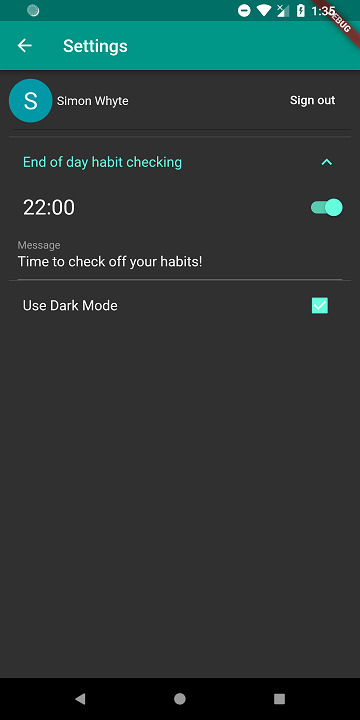 1:35
DEBUG
Settings
S
Simon Whyte
Sign out
End of day habit checking
22:00
Message
Time to check off your habits!
Use Dark Mode